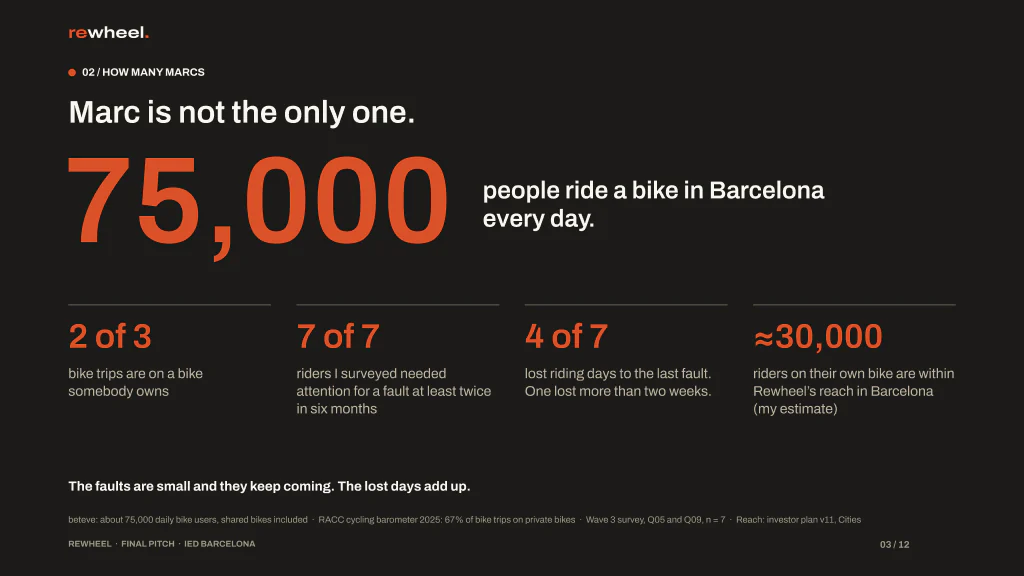 rewheel.
02 / HOW MANY MARCS
Marc is not the only one.
75,000
people ride a bike in Barcelona
every day.
2 of 3
bike trips are on a bike
somebody owns
7 of 7
riders I surveyed needed
attention for a fault at least twice
in six months
4 of 7
lost riding days to the last fault.
One lost more than two weeks.
≈30,000
riders on their own bike are within
Rewheel’s reach in Barcelona
(my estimate)
The faults are small and they keep coming. The lost days add up.
beteve: about 75,000 daily bike users, shared bikes included · RACC cycling barometer 2025: 67% of bike trips on private bikes · Wave 3 survey, Q05 and Q09, n = 7 · Reach: investor plan v11, Cities
REWHEEL · FINAL PITCH · IED BARCELONA
03 / 12